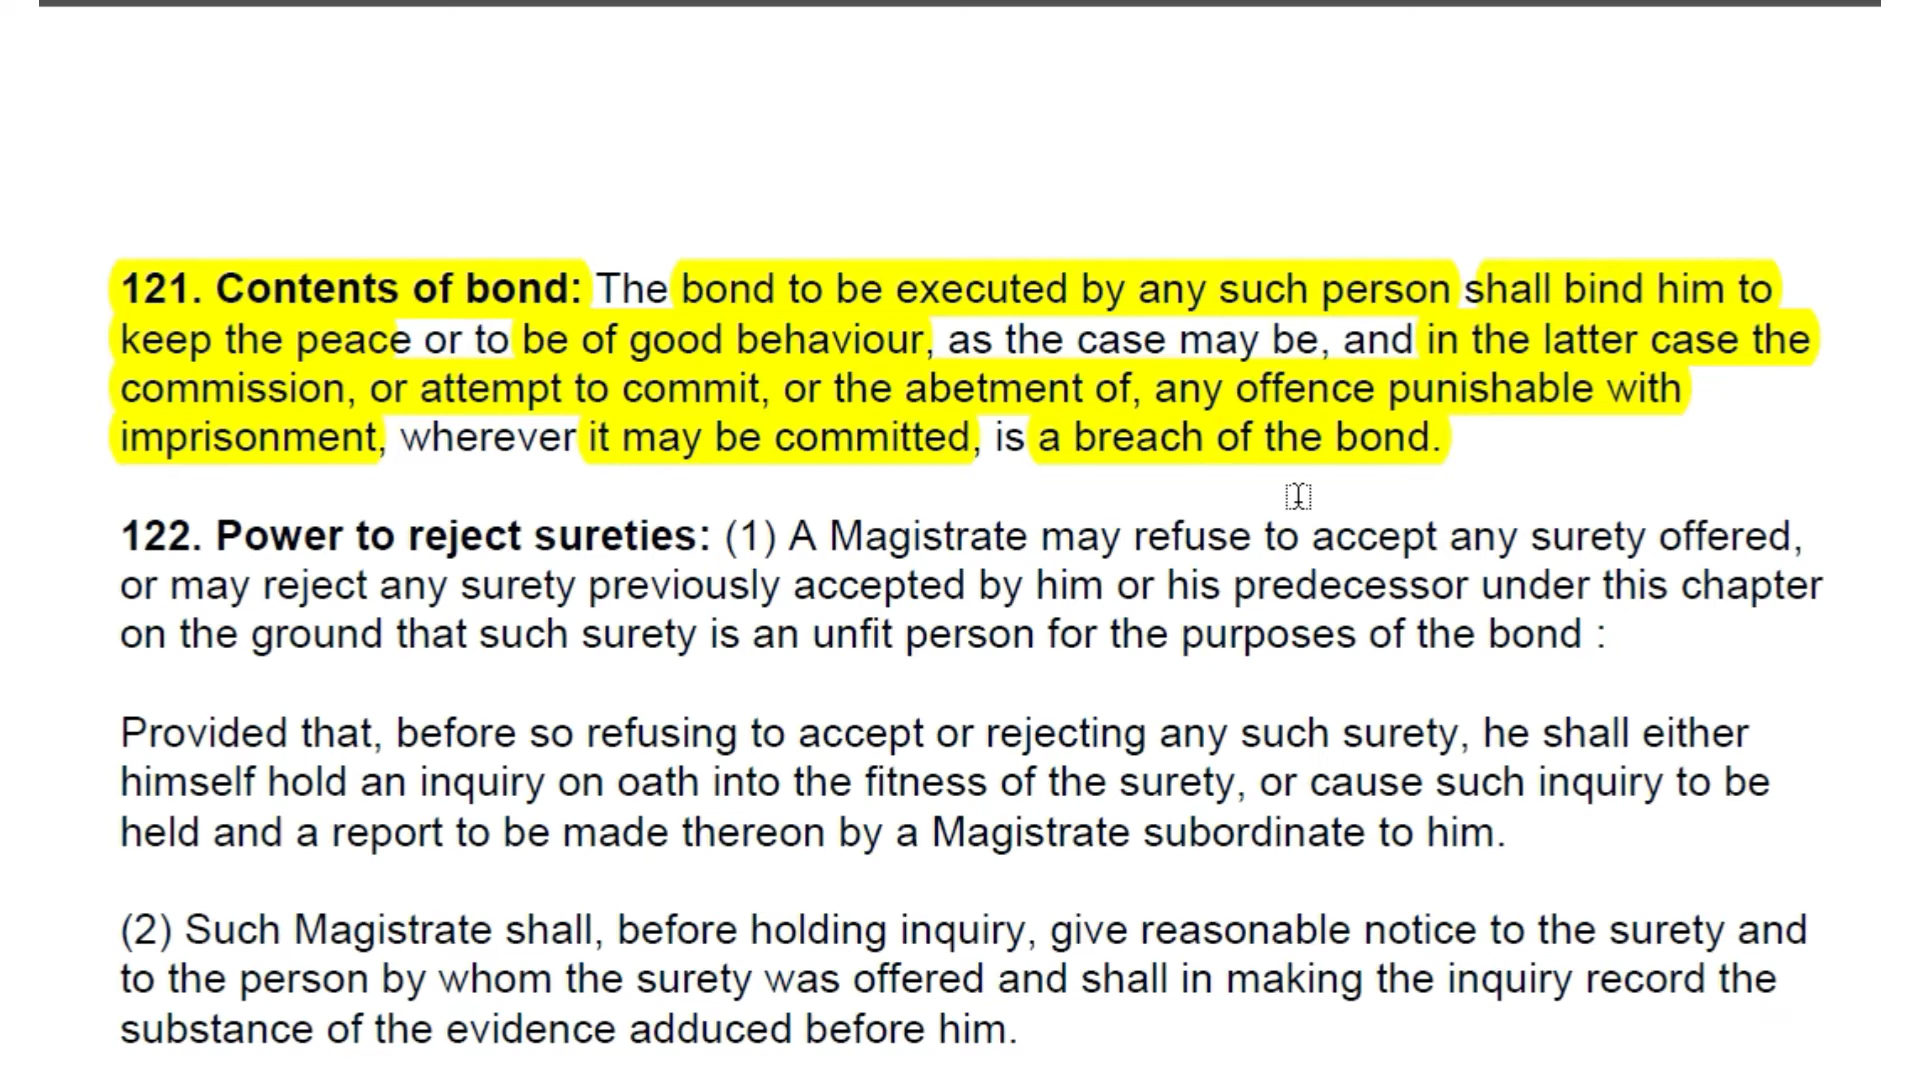 121. Contents of bond: The bond to be executed by any such person shall bind him to
keep the peace or to be of good behaviour, as the case may be, and in the latter case the
commission, or attempt to commit, or the abetment of, any offence punishable with
imprisonment, wherever it may be committed, is a breach of the bond.
122. Power to reject sureties: (1) A Magistrate may refuse to accept any surety offered,
or may reject any surety previously accepted by him or his predecessor under this chapter
on the ground that such surety is an unfit person for the purposes of the bond :
Provided that, before so refusing to accept or rejecting any such surety, he shall either
himself hold an inquiry on oath into the fitness of the surety, or cause such inquiry to be
held and a report to be made thereon by a Magistrate subordinate to him.
(2) Such Magistrate shall, before holding inquiry, give reasonable notice to the surety and
to the person by whom the surety was offered and shall in making the inquiry record the
substance of the evidence adduced before him.